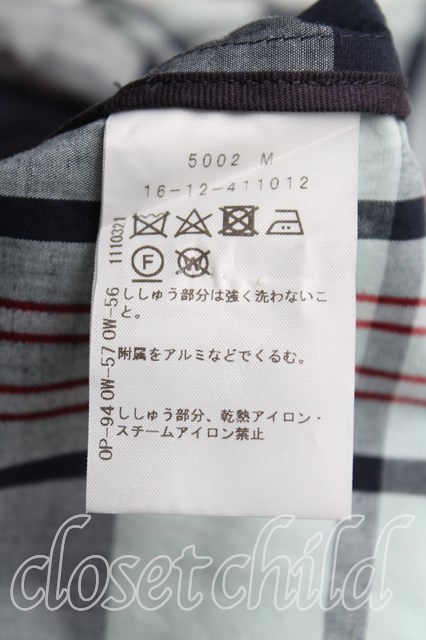 5002 M
16-12-411012
F
W
ししゅう部分は強く洗わないこ
と。
附属をアルミなどでくるむ。
ししゅう部分、乾熱アイロン・
スチームアイロン禁止
OP-94 OW-57 OW-56 1110321
closet child